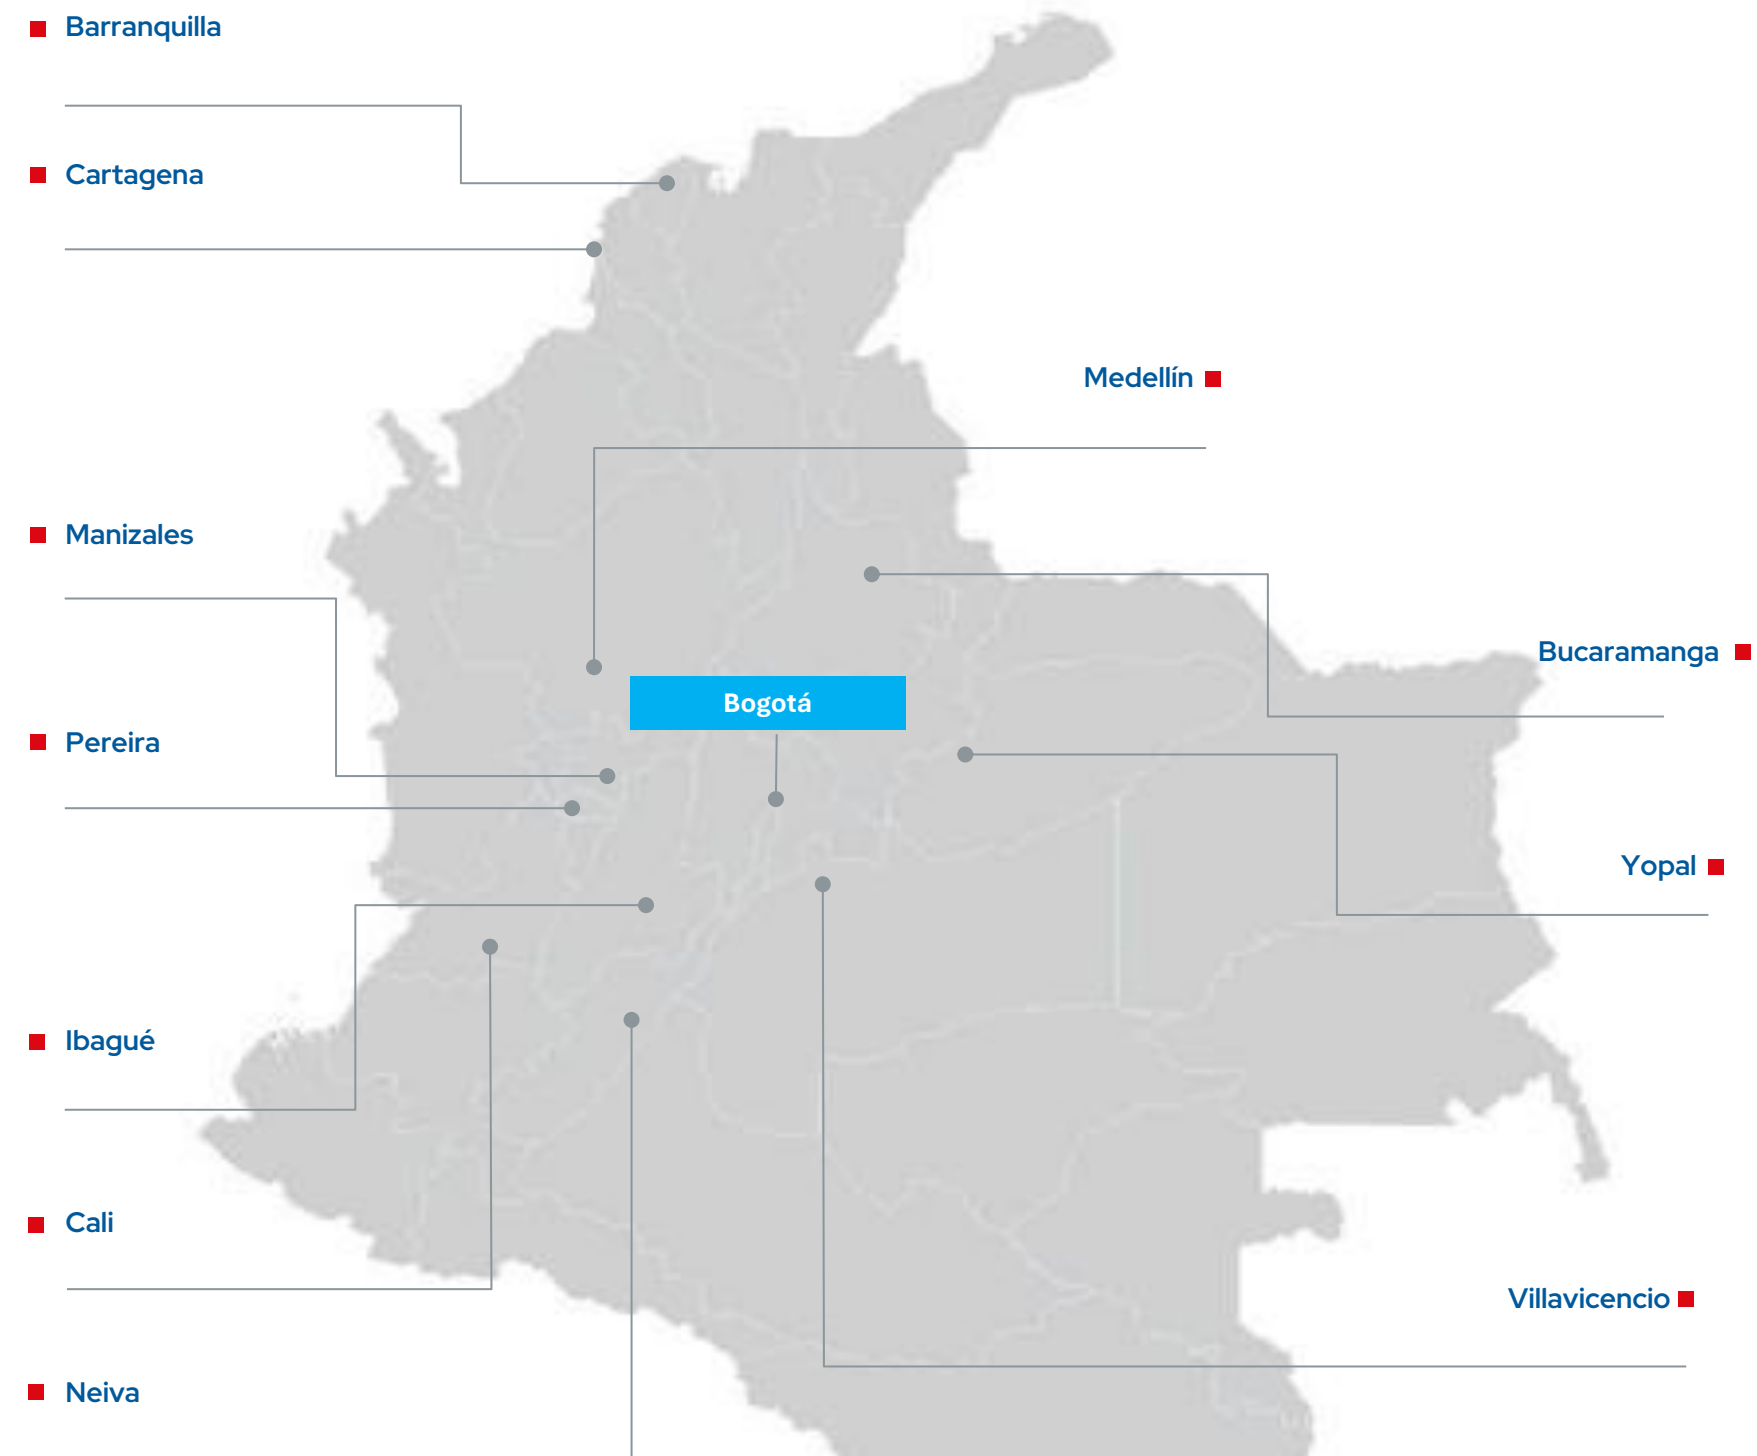 Barranquilla
Cartagena
Medellín
Manizales
Bucaramanga
Bogotá
Pereira
Yopal
Ibagué
Cali
Villavicencio
Neiva